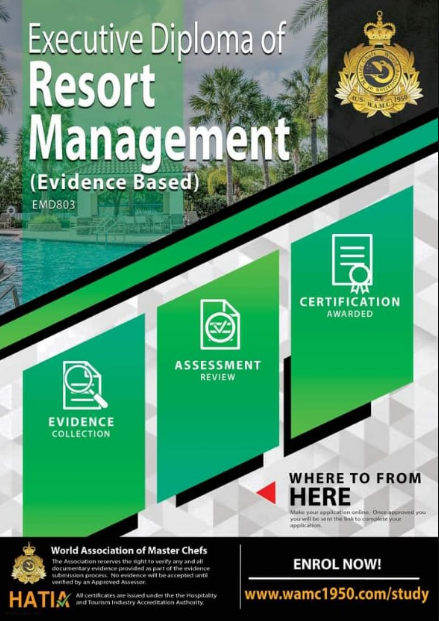 Executive Diploma of
Resort
Management
(Evidence Based)
EMD803
AUS. W.A.M.C. 1950
CERTIFICATION
AWARDED
ASSESSMENT
REVIEW
EVIDENCE
COLLECTION
WHERE TO FROM
HERE
Make your application online. Once approved you
you will be sent the link to complete your
application.
World Association of Master Chefs
The Association reserves the right to verify any and all
documentary evidence provided as part of the evidence
submission process. No evidence will be accepted until
verified by an Approved Assessor.
HATIA
All certificates are issued under the the Hospitality
and Tourism Industry Accreditation Authority.
ENROL NOW!
www.wamc1950.com/study